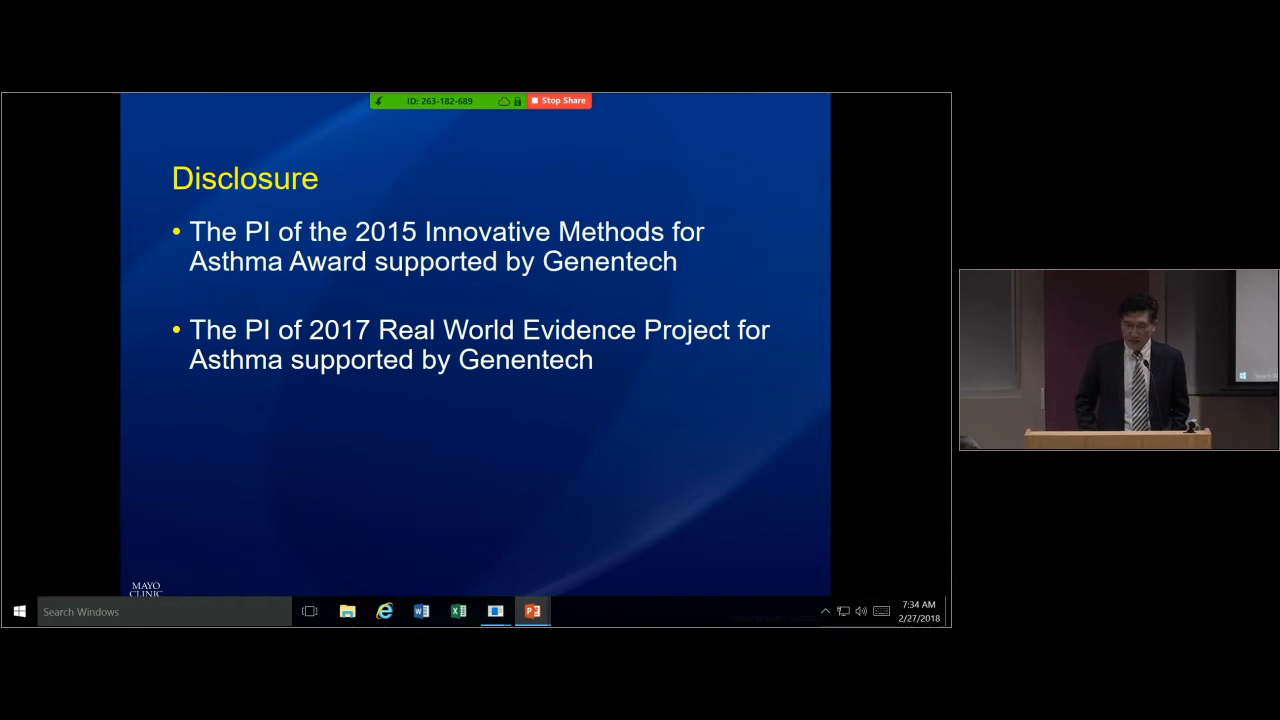 ID: 263-182-689
Stop Share
Disclosure
• The PI of the 2015 Innovative Methods for
Asthma Award supported by Genentech
• The PI of 2017 Real World Evidence Project for
Asthma supported by Genentech
MAYO
CLINIC
Search Windows
7:34 AM
2/27/2018